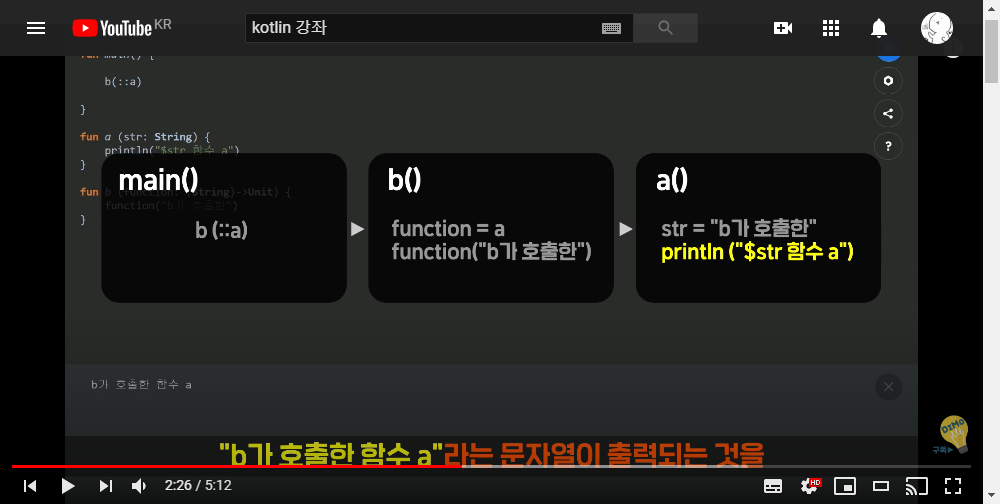 YouTube KR
kotlin 강좌
fun main() {
b(::a)
}
fun a (str: String) {
println("$str 함수 a")
}
fun b (function: (String)->Unit) {
function("b가 호출한")
}
main()
b (::a)
b()
function = a
function("b가 호출한")
a()
str = "b가 호출한"
println ("$str 함수 a")
?
b가 호출한 함수 a
"b가 호출한 함수 a"라는 문자열이 출력되는 것을
DiMo
구독▶
2:26 / 5:12
HD